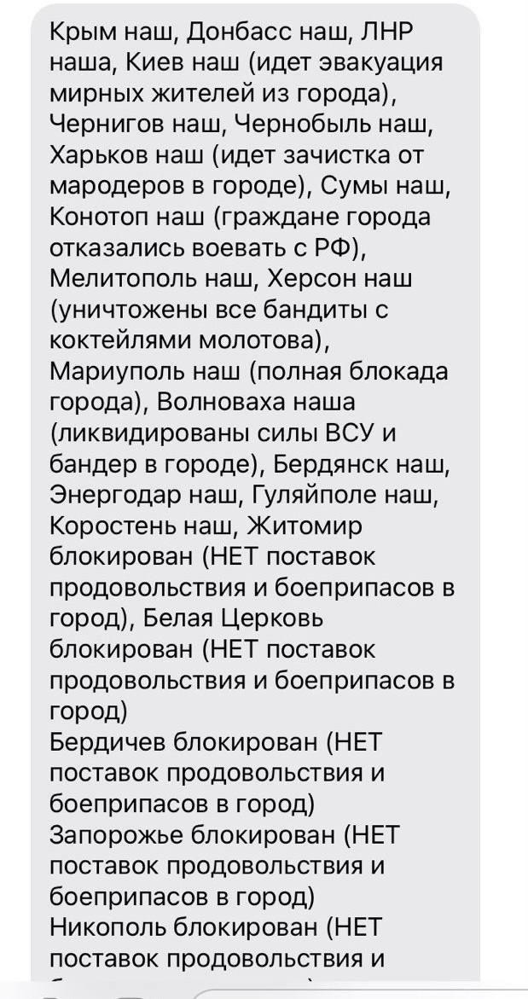 Крым наш, Донбасс наш, ЛНР
наша, Киев наш (идет эвакуация
мирных жителей из города),
Чернигов наш, Чернобыль наш,
Харьков наш (идет зачистка от
мародеров в городе), Сумы наш,
Конотоп наш (граждане города
отказались воевать с РФ),
Мелитополь наш, Херсон наш
(уничтожены все бандиты с
коктейлями молотова),
Мариуполь наш (полная блокада
города), Волноваха наша
(ликвидированы силы ВСУ и
бандер в городе), Бердянск наш,
Энергодар наш, Гуляйполе наш,
Коростень наш, Житомир
блокирован (НЕТ поставок
продовольствия и боеприпасов в
город), Белая Церковь
блокирован (НЕТ поставок
продовольствия и боеприпасов в
город)
Бердичев блокирован (НЕТ
поставок продовольствия и
боеприпасов в город)
Запорожье блокирован (НЕТ
поставок продовольствия и
боеприпасов в город)
Никополь блокирован (НЕТ
поставок продовольствия и